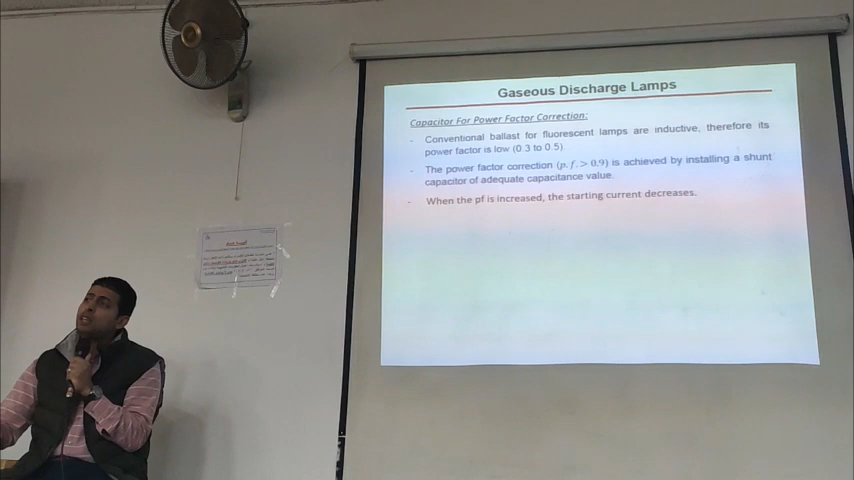 Gaseous Discharge Lamps
Capacitor For Power Factor Correction:
- Conventional ballast for fluorescent lamps are inductive, therefore its
power factor is low (0.3 to 0.5).
- The power factor correction (p.f. > 0.9) is achieved by installing a shunt
capacitor of adequate capacitance value.
- When the pf is increased, the starting current decreases.